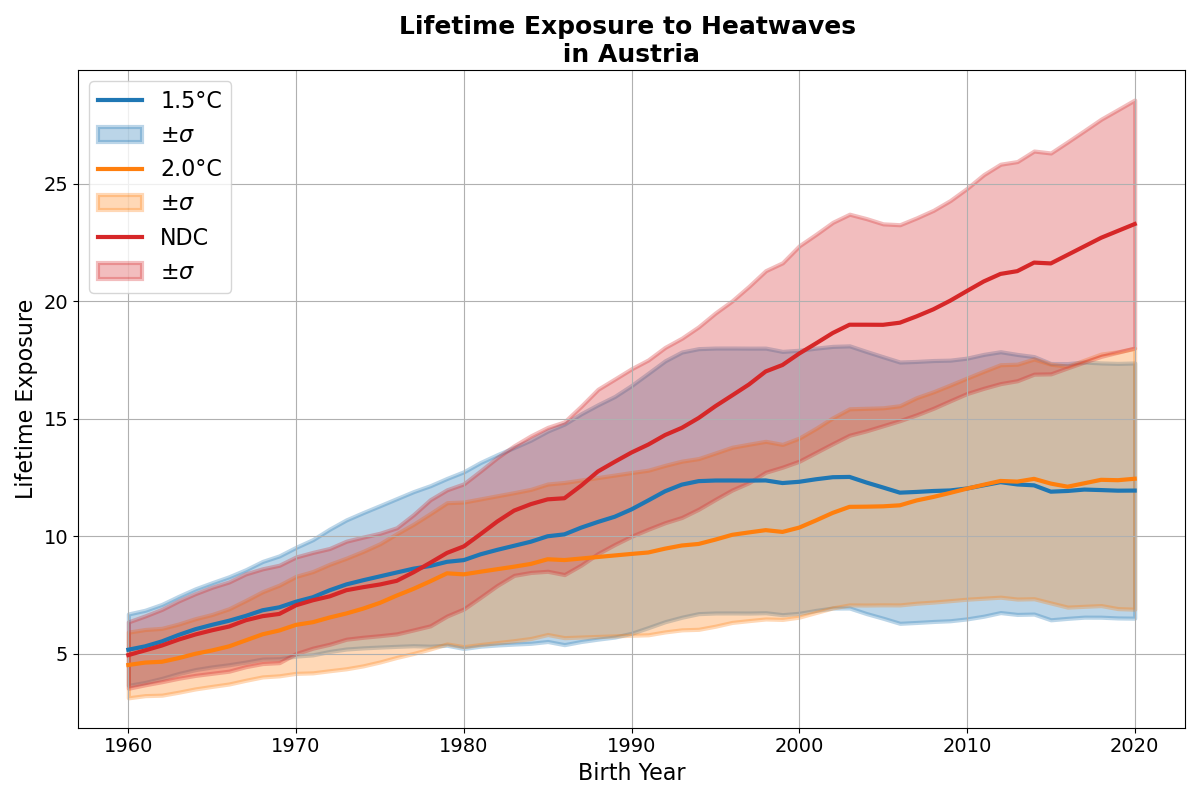 Lifetime Exposure to Heatwaves
in Austria
1.5°C
±σ
2.0°C
±σ
NDC
±σ
Lifetime Exposure
25
20
15
10
5
1960
1970
1980
1990
2000
2010
2020
Birth Year